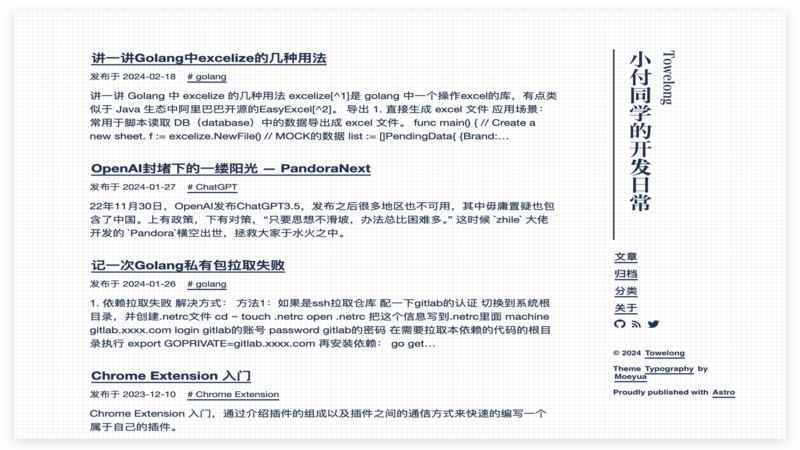 讲一讲Golang中excelize的几种用法
发布于 2024-02-18 # golang
讲一讲 Golang 中 excelize 的几种用法 excelize[^1]是 golang 中一个操作excel的库，有点类
似于 Java 生态中阿里巴巴开源的EasyExcel[^2]。 导出 1. 直接生成 excel 文件 应用场景：
常用于脚本读取 DB（database）中的数据导出成 excel 文件。 func main() { // Create a
new sheet. f := excelize.NewFile() // MOCK的数据 list := []PendingData{ {Brand:...
OpenAI封堵下的一缕阳光 — PandoraNext
发布于 2024-01-27 # ChatGPT
22年11月30日，OpenAI发布ChatGPT3.5，发布之后很多地区也不可用，其中毋庸置疑也包
含了中国。上有政策，下有对策，“只要思想不滑坡，办法总比困难多。” 这时候 `zhile` 大佬
开发的 `Pandora`横空出世，拯救大家于水火之中。
记一次Golang私有包拉取失败
发布于 2024-01-26 # golang
1. 依赖拉取失败 解决方式： 方法1：如果是ssh拉取仓库 配一下gitlab的认证 切换到系统根
目录，并创建.netrc文件 cd ~ touch .netrc open .netrc 把这个信息写到.netrc里面 machine
gitlab.xxxx.com login gitlab的账号 password gitlab的密码 在需要拉取本依赖的代码的根目
录执行 export GOPRIVATE=gitlab.xxxx.com 再安装依赖： go get...
Chrome Extension 入门
发布于 2023-12-10 # Chrome Extension
Chrome Extension 入门，通过介绍插件的组成以及插件之间的通信方式来快速的编写一个
属于自己的插件。
Towelong
小付同学的开发日常
文章
归档
分类
关于
© 2024 Towelong
Theme Typography by
Moeyua
Proudly published with Astro